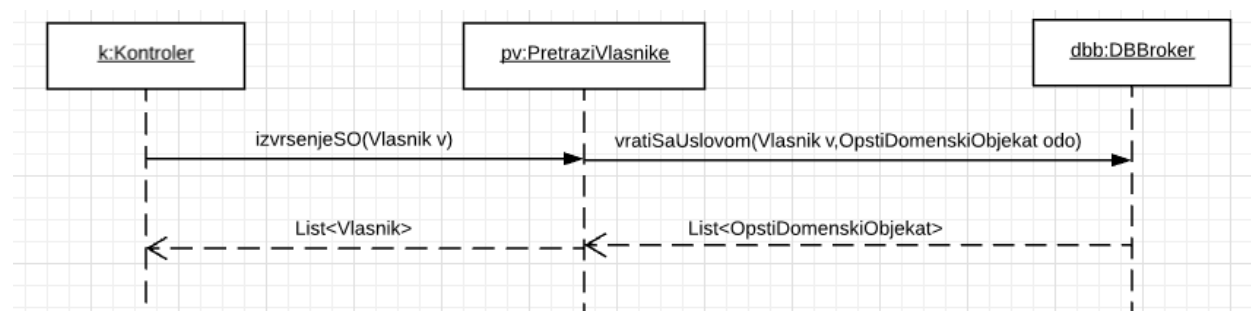 k:Kontroler
pv:PretraziVlasnike
dbb:DBBroker
izvrsenjeSO(Vlasnik v)
vratiSaUslovom(Vlasnik v,OpstiDomenskiObjekat odo)
List<Vlasnik>
List<OpstiDomenskiObjekat>